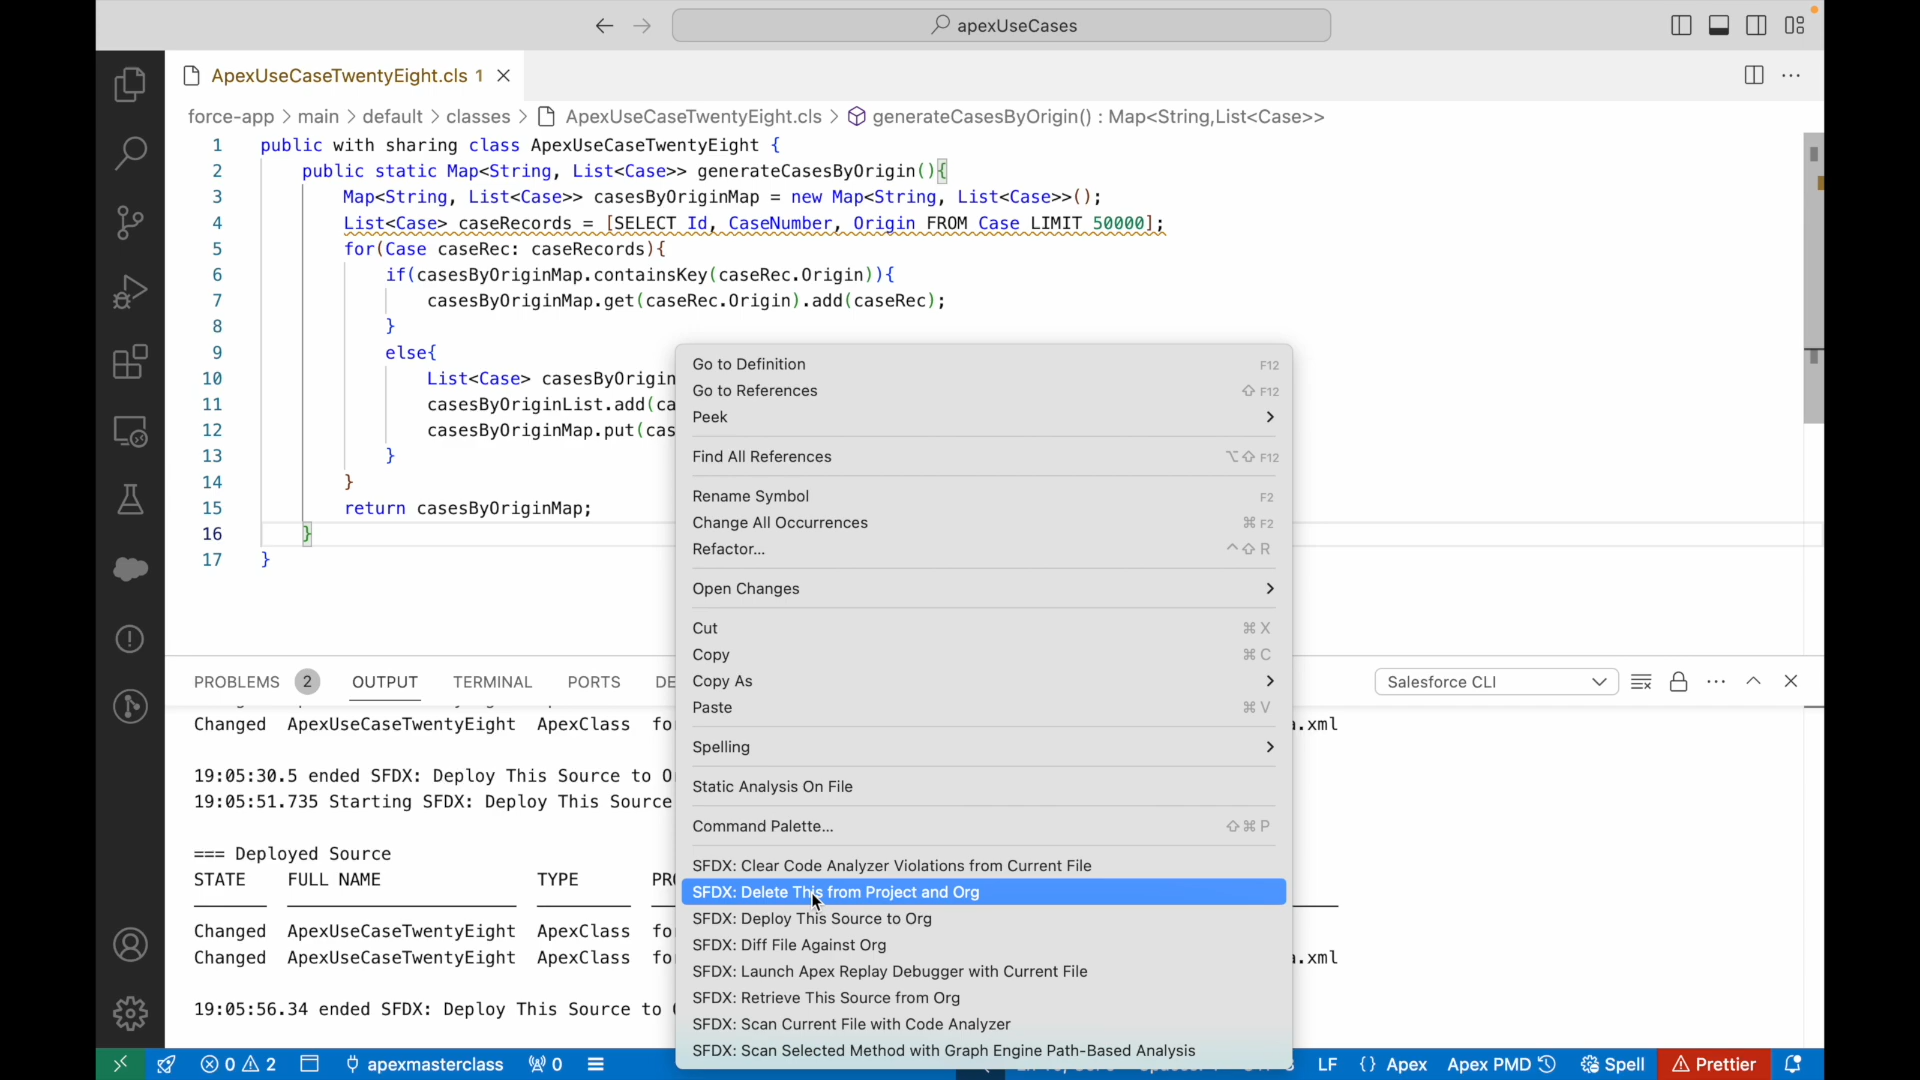 apexUseCases
ApexUseCaseTwentyEight.cls 1
force-app > main > default > classes > ApexUseCaseTwentyEight.cls > generateCasesByOrigin() : Map<String,List<Case>>
1 public with sharing class ApexUseCaseTwentyEight {
2 public static Map<String, List<Case>> generateCasesByOrigin(){
3 Map<String, List<Case>> casesByOriginMap = new Map<String, List<Case>>();
4 List<Case> caseRecords = [SELECT Id, CaseNumber, Origin FROM Case LIMIT 50000];
5 for(Case caseRec: caseRecords){
6 if(casesByOriginMap.containsKey(caseRec.Origin)){
7 casesByOriginMap.get(caseRec.Origin).add(caseRec);
8 }
9 else{
10 List<Case> casesByOrigin
11 casesByOriginList.add(ca
12 casesByOriginMap.put(cas
13 }
14 }
15 return casesByOriginMap;
16 }
17 }
Go to Definition F12
Go to References ⇧ F12
Peek
Find All References ⌥⇧ F12
Rename Symbol F2
Change All Occurrences ⌘ F2
Refactor... ^⇧ R
Open Changes
Cut ⌘ X
Copy ⌘ C
Copy As
Paste ⌘ V
Spelling
Static Analysis On File
Command Palette... ⇧⌘ P
SFDX: Clear Code Analyzer Violations from Current File
SFDX: Delete This from Project and Org
SFDX: Deploy This Source to Org
SFDX: Diff File Against Org
SFDX: Launch Apex Replay Debugger with Current File
SFDX: Retrieve This Source from Org
SFDX: Scan Current File with Code Analyzer
SFDX: Scan Selected Method with Graph Engine Path-Based Analysis
PROBLEMS 2 OUTPUT TERMINAL PORTS DE
Salesforce CLI
Changed ApexUseCaseTwentyEight ApexClass fo a.xml
19:05:30.5 ended SFDX: Deploy This Source to O
19:05:51.735 Starting SFDX: Deploy This Source
=== Deployed Source
STATE FULL NAME TYPE PR
Changed ApexUseCaseTwentyEight ApexClass fo
Changed ApexUseCaseTwentyEight ApexClass fo a.xml
19:05:56.34 ended SFDX: Deploy This Source to
0 2 apexmasterclass 0 LF {} Apex Apex PMD Spell Prettier